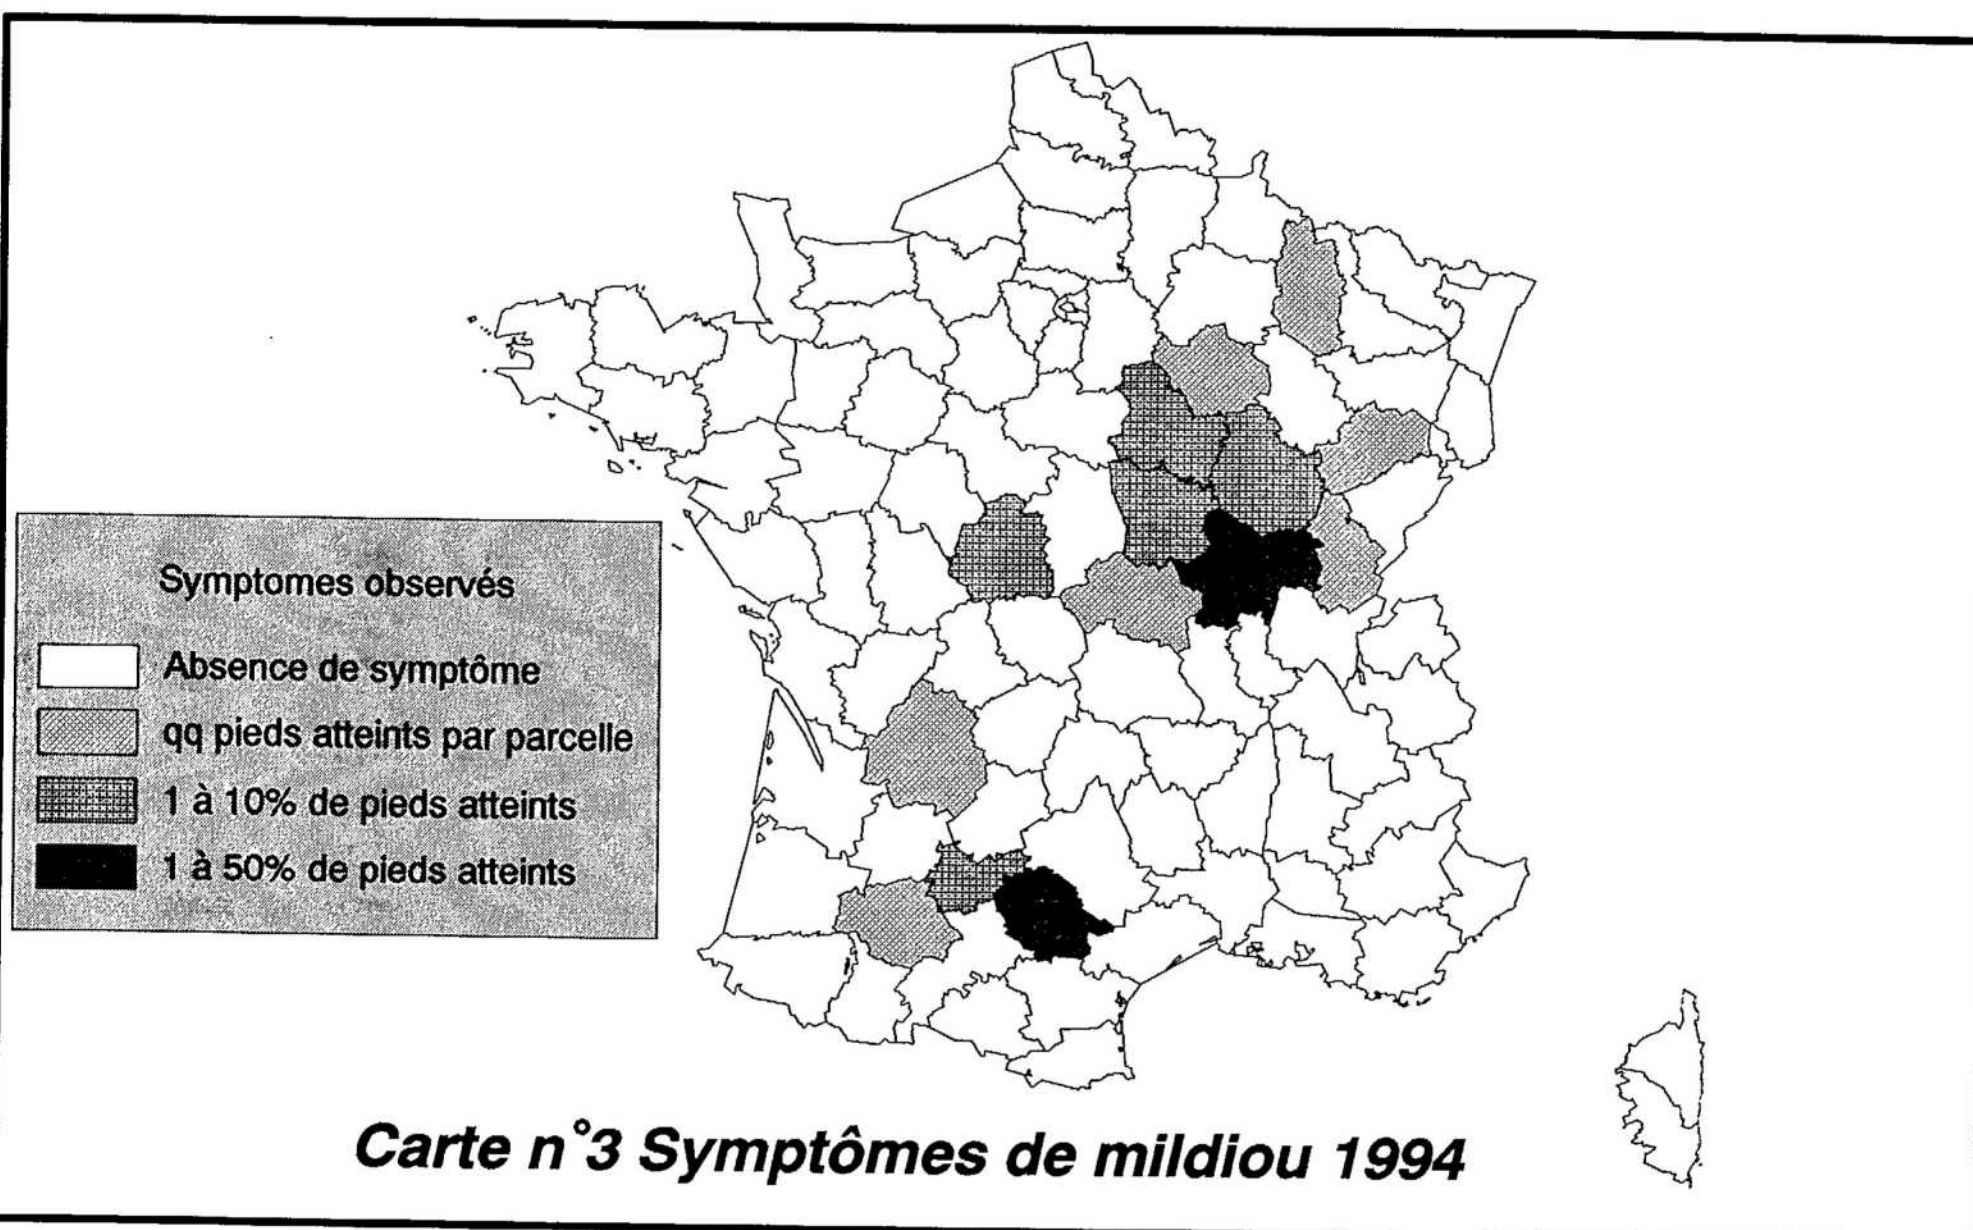 Symptomes observés
Absence de symptôme
qq pieds atteints par parcelle
1 à 10% de pieds atteints
1 à 50% de pieds atteints
Carte n°3 Symptômes de mildiou 1994